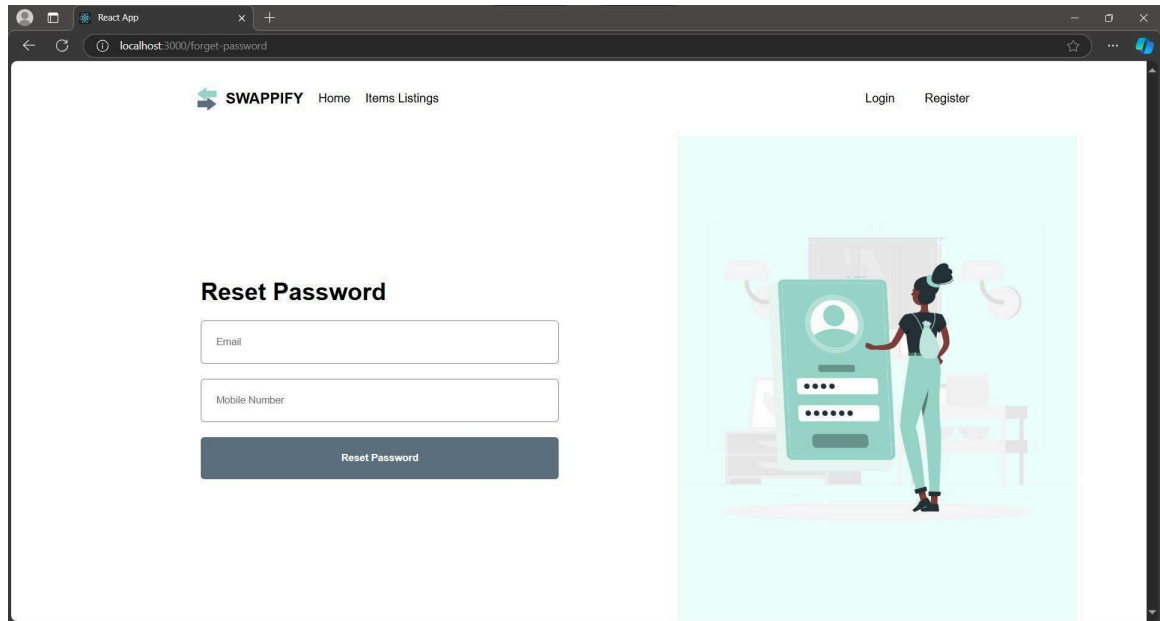 React App
localhost:3000/forget-password
SWAPPIFY Home Items Listings Login Register
Reset Password
Email
Mobile Number
Reset Password